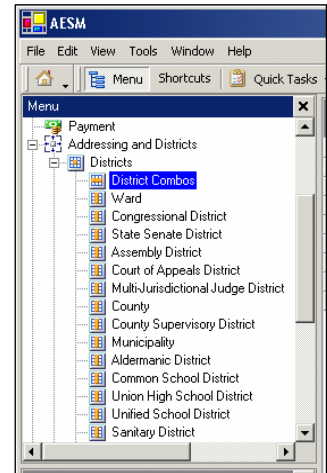 AESM
File Edit View Tools Window Help
Menu Shortcuts Quick Tasks
Menu
Payment
Addressing and Districts
Districts
District Combos
Ward
Congressional District
State Senate District
Assembly District
Court of Appeals District
Multi-Jurisdictional Judge District
County
County Supervisory District
Municipality
Aldermanic District
Common School District
Union High School District
Unified School District
Sanitary District